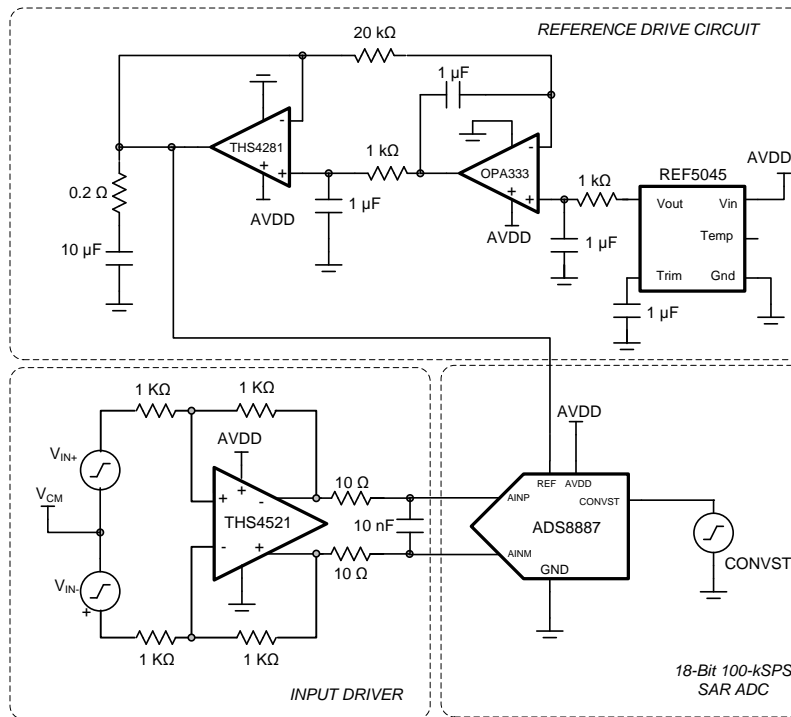 REFERENCE DRIVE CIRCUIT
20 kΩ
1 µF
-
THS4281
+
+
AVDD
1 kΩ
1 µF
-
OPA333
+
+
AVDD
1 kΩ
1 µF
REF5045
AVDD
Vout
Vin
Temp
Trim
Gnd
1 µF
0.2 Ω
10 µF
1 KΩ
1 KΩ
VIN+
VCM
VIN-
+
AVDD
+
+
-
THS4521
-
+
1 KΩ
1 KΩ
10 Ω
10 nF
10 Ω
INPUT DRIVER
AVDD
REF
AVDD
AINP
CONVST
ADS8887
AINM
GND
CONVST
18-Bit 100-kSPS
SAR ADC